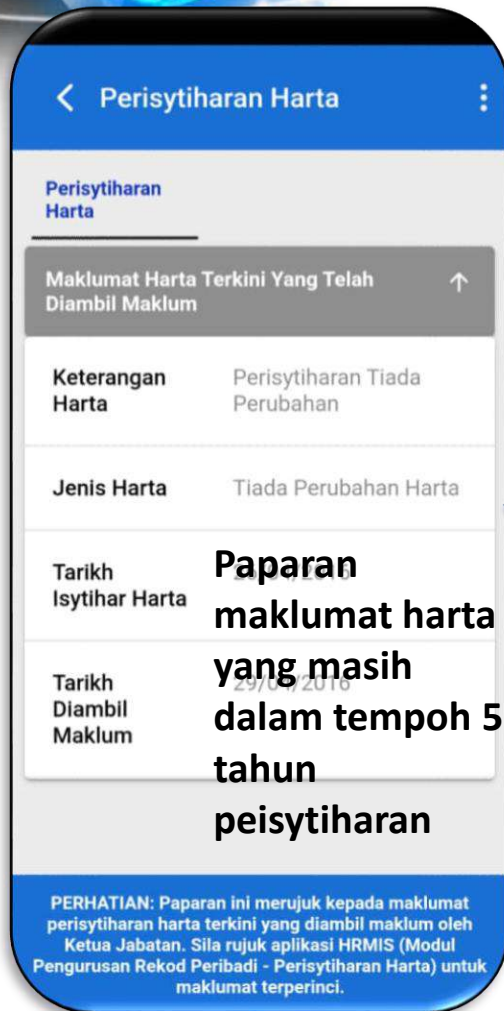 Perisytiharan Harta
Perisytiharan
Harta
Maklumat Harta Terkini Yang Telah
Diambil Maklum
Keterangan
Harta
Perisytiharan Tiada
Perubahan
Jenis Harta
Tiada Perubahan Harta
Tarikh
Isytihar Harta
Tarikh
Diambil
Maklum
Paparan
maklumat harta
yang masih
dalam tempoh 5
tahun
peisytiharan
PERHATIAN: Paparan ini merujuk kepada maklumat
perisytiharan harta terkini yang diambil maklum oleh
Ketua Jabatan. Sila rujuk aplikasi HRMIS (Modul
Pengurusan Rekod Peribadi - Perisytiharan Harta) untuk
maklumat terperinci.